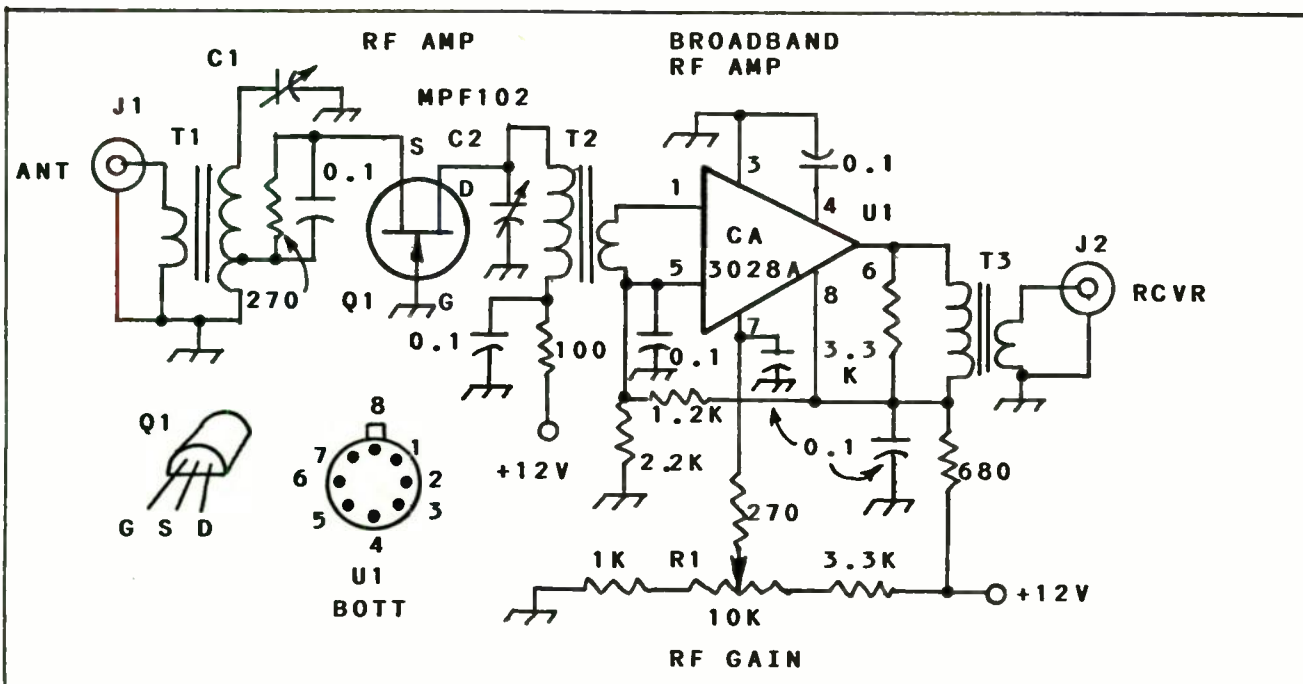 RF AMP
BROADBAND
RF AMP
C1
J1
MPF102
T1
S
C2
T2
ANT
0.1
D
3
0.1
1
4
U1
CA
3028A
5
6
T3
J2
RCVR
270
Q1
G
8
7
0.1
100
0.1
3.3
K
1.2K
0.1
+12V
2.2K
680
270
Q1
G S D
8
7
1
6
2
5
3
4
U1
BOTT
1K
R1
3.3K
10K
+12V
RF GAIN